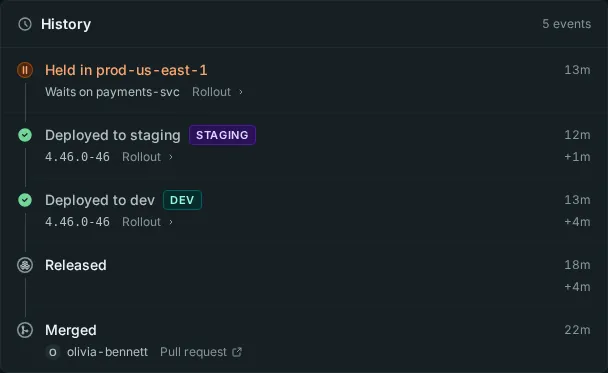 History 5 events
Held in prod-us-east-1 13m
Waits on payments-svc Rollout ›
Deployed to staging STAGING 12m
4.46.0-46 Rollout › +1m
Deployed to dev DEV 13m
4.46.0-46 Rollout › +4m
Released 18m
+4m
Merged 22m
O olivia-bennett Pull request